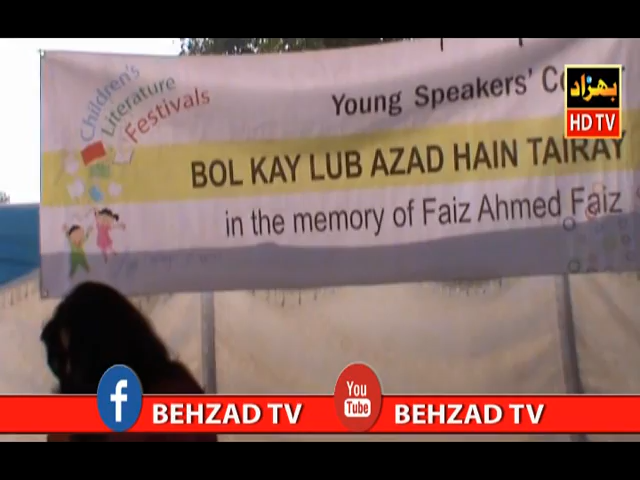 Children's
Literature
Festivals
Young Speakers'
BOL KAY LUB AZAD HAIN TAIRAY
in the memory of Faiz Ahmed Faiz
بہزاد
HD TV
f BEHZAD TV
You
Tube
BEHZAD TV